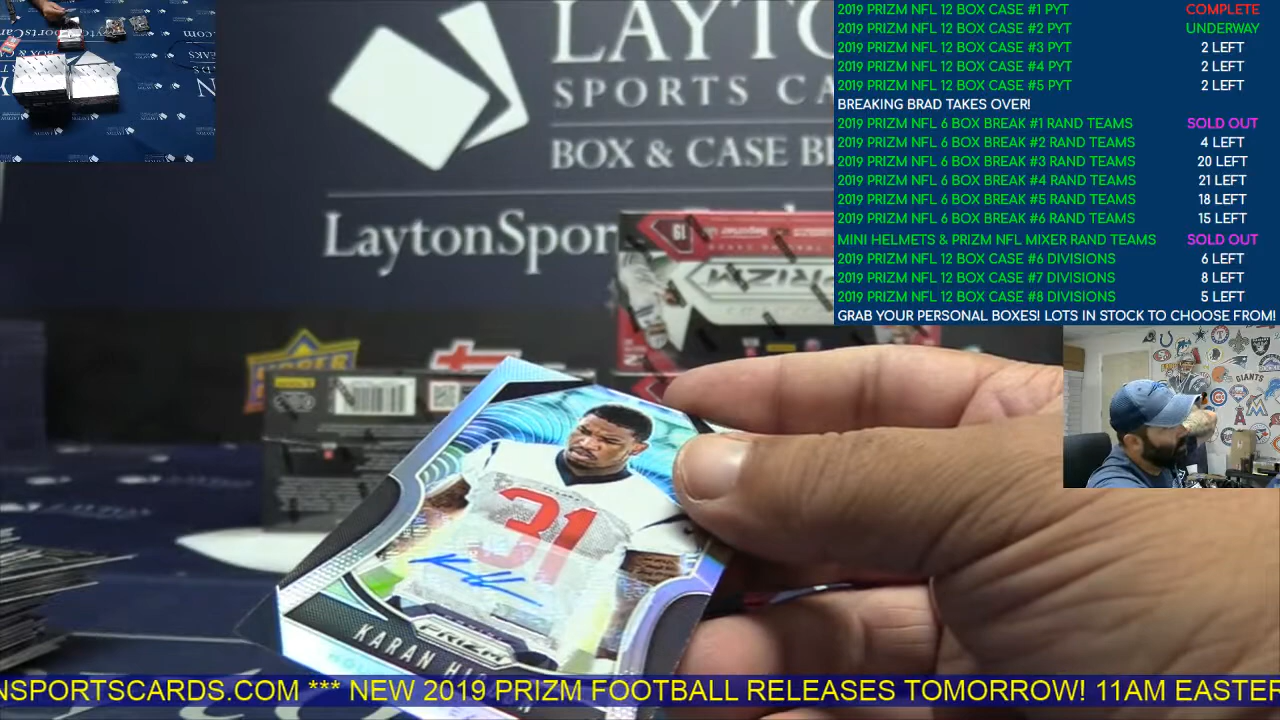 2019 PRIZM NFL 12 BOX CASE #1 PYT COMPLETE
2019 PRIZM NFL 12 BOX CASE #2 PYT UNDERWAY
2019 PRIZM NFL 12 BOX CASE #3 PYT 2 LEFT
2019 PRIZM NFL 12 BOX CASE #4 PYT 2 LEFT
2019 PRIZM NFL 12 BOX CASE #5 PYT 2 LEFT
BREAKING BRAD TAKES OVER!
2019 PRIZM NFL 6 BOX BREAK #1 RAND TEAMS SOLD OUT
2019 PRIZM NFL 6 BOX BREAK #2 RAND TEAMS 4 LEFT
2019 PRIZM NFL 6 BOX BREAK #3 RAND TEAMS 20 LEFT
2019 PRIZM NFL 6 BOX BREAK #4 RAND TEAMS 21 LEFT
2019 PRIZM NFL 6 BOX BREAK #5 RAND TEAMS 18 LEFT
2019 PRIZM NFL 6 BOX BREAK #6 RAND TEAMS 15 LEFT
MINI HELMETS & PRIZM NFL MIXER RAND TEAMS SOLD OUT
2019 PRIZM NFL 12 BOX CASE #6 DIVISIONS 6 LEFT
2019 PRIZM NFL 12 BOX CASE #7 DIVISIONS 8 LEFT
2019 PRIZM NFL 12 BOX CASE #8 DIVISIONS 5 LEFT
GRAB YOUR PERSONAL BOXES! LOTS IN STOCK TO CHOOSE FROM!
LAYTO
SPORTS CA
BOX & CASE B
LaytonSpor
PRIZM
19
UPPER
GIANTS
31
PRIZM
KARAN HI
NSPORTSCARDS.COM *** NEW 2019 PRIZM FOOTBALL RELEASES TOMORROW! 11AM EASTER